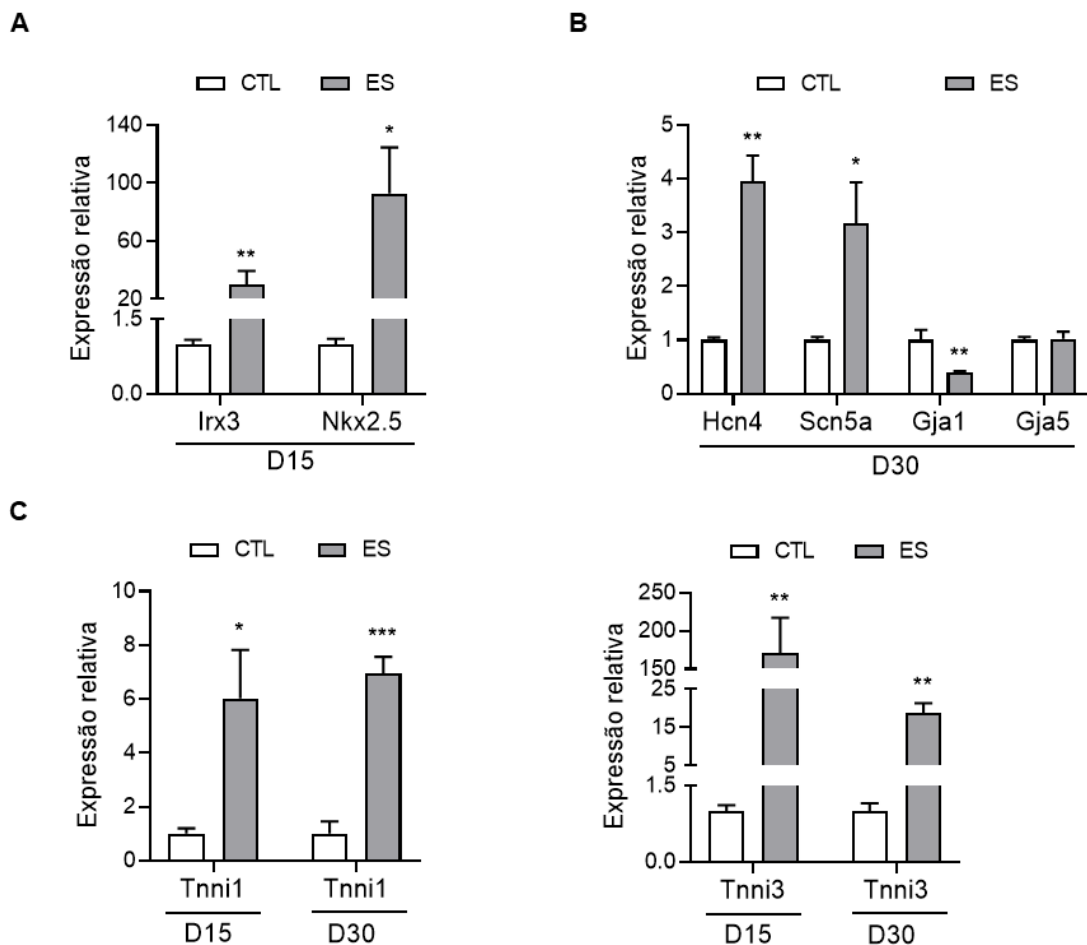 A
CTL ES
Expressão relativa
140
100
60
20
1.5
0.0
** *
Irx3 Nkx2.5
D15
B
CTL ES
Expressão relativa
5
4
3
2
1
0
** * **
Hcn4 Scn5a Gja1 Gja5
D30
C
CTL ES
Expressão relativa
10
8
6
4
2
0
* ***
Tnni1 Tnni1
D15 D30
CTL ES
Expressão relativa
250
200
150
25
15
5
1.5
0.0
** **
Tnni3 Tnni3
D15 D30